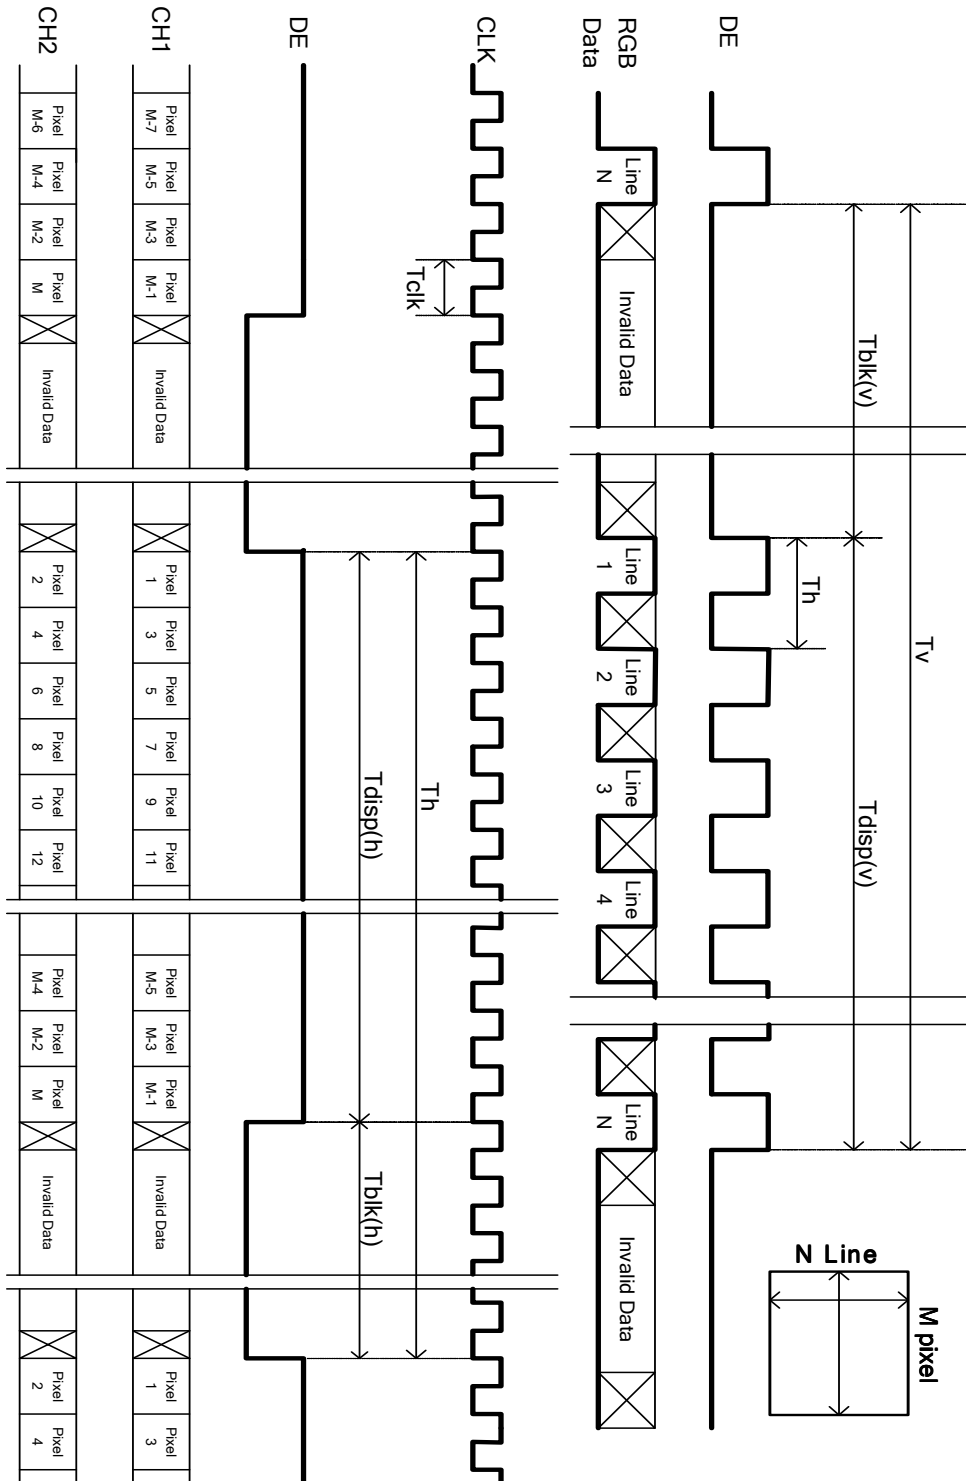 Tv
M pixel
Tblk(v)
Tdisp(v)
N Line
Th
DE
RGB
Data
Line
N
Invalid Data
Line
1
Line
2
Line
3
Line
4
Line
N
Invalid Data
CLK
Tclk
Th
Tdisp(h)
Tblk(h)
DE
CH1
Pixel
M-7
Pixel
M-5
Pixel
M-3
Pixel
M-1
Invalid Data
Pixel
1
Pixel
3
Pixel
5
Pixel
7
Pixel
9
Pixel
11
Pixel
M-5
Pixel
M-3
Pixel
M-1
Invalid Data
Pixel
1
Pixel
3
CH2
Pixel
M-6
Pixel
M-4
Pixel
M-2
Pixel
M
Invalid Data
Pixel
2
Pixel
4
Pixel
6
Pixel
8
Pixel
10
Pixel
12
Pixel
M-4
Pixel
M-2
Pixel
M
Invalid Data
Pixel
2
Pixel
4